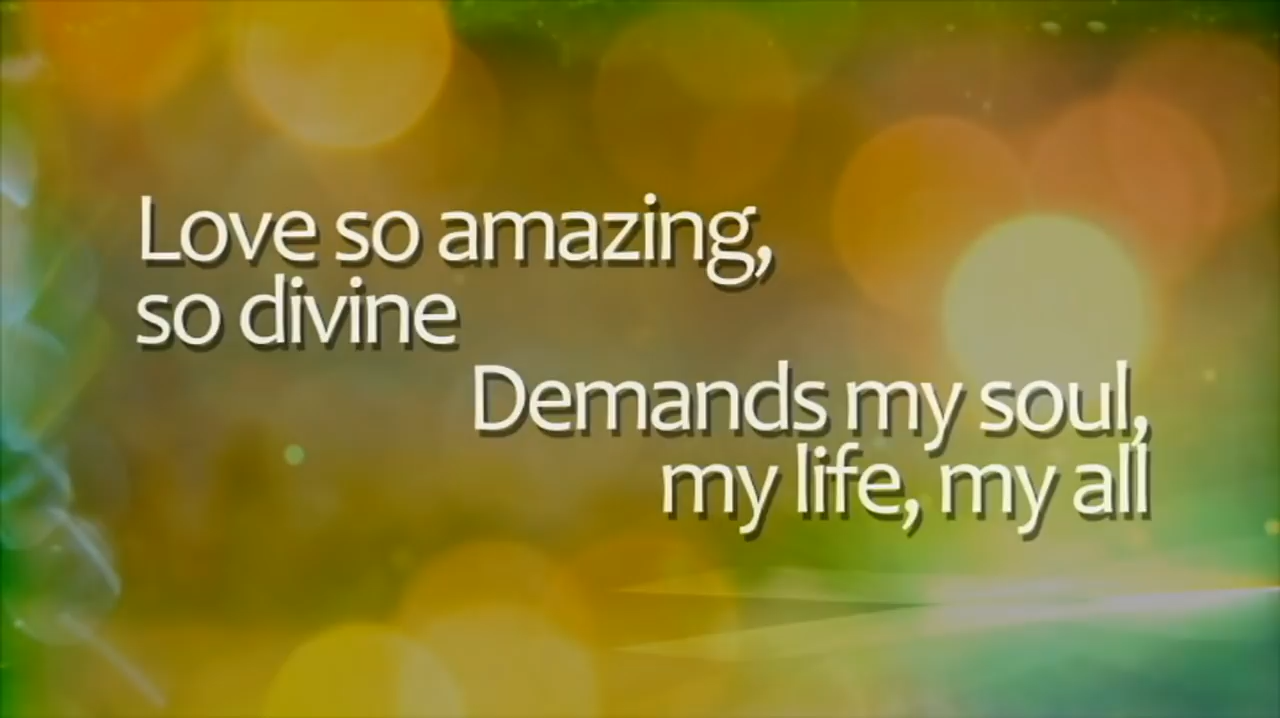 Love so amazing,
so divine
Demands my soul,
my life, my all